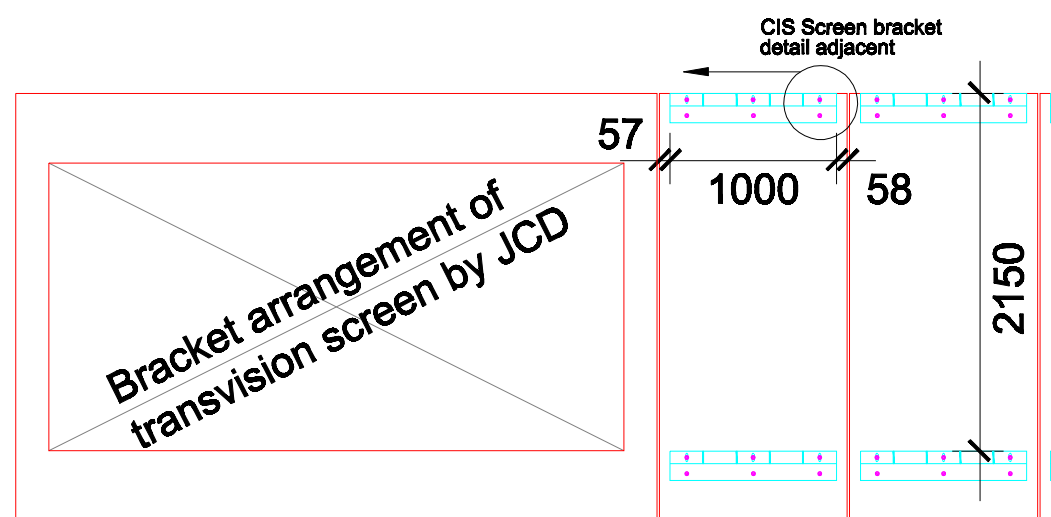 CIS Screen bracket
detail adjacent
57
1000
58
2150
Bracket arrangement of
transvision screen by JCD